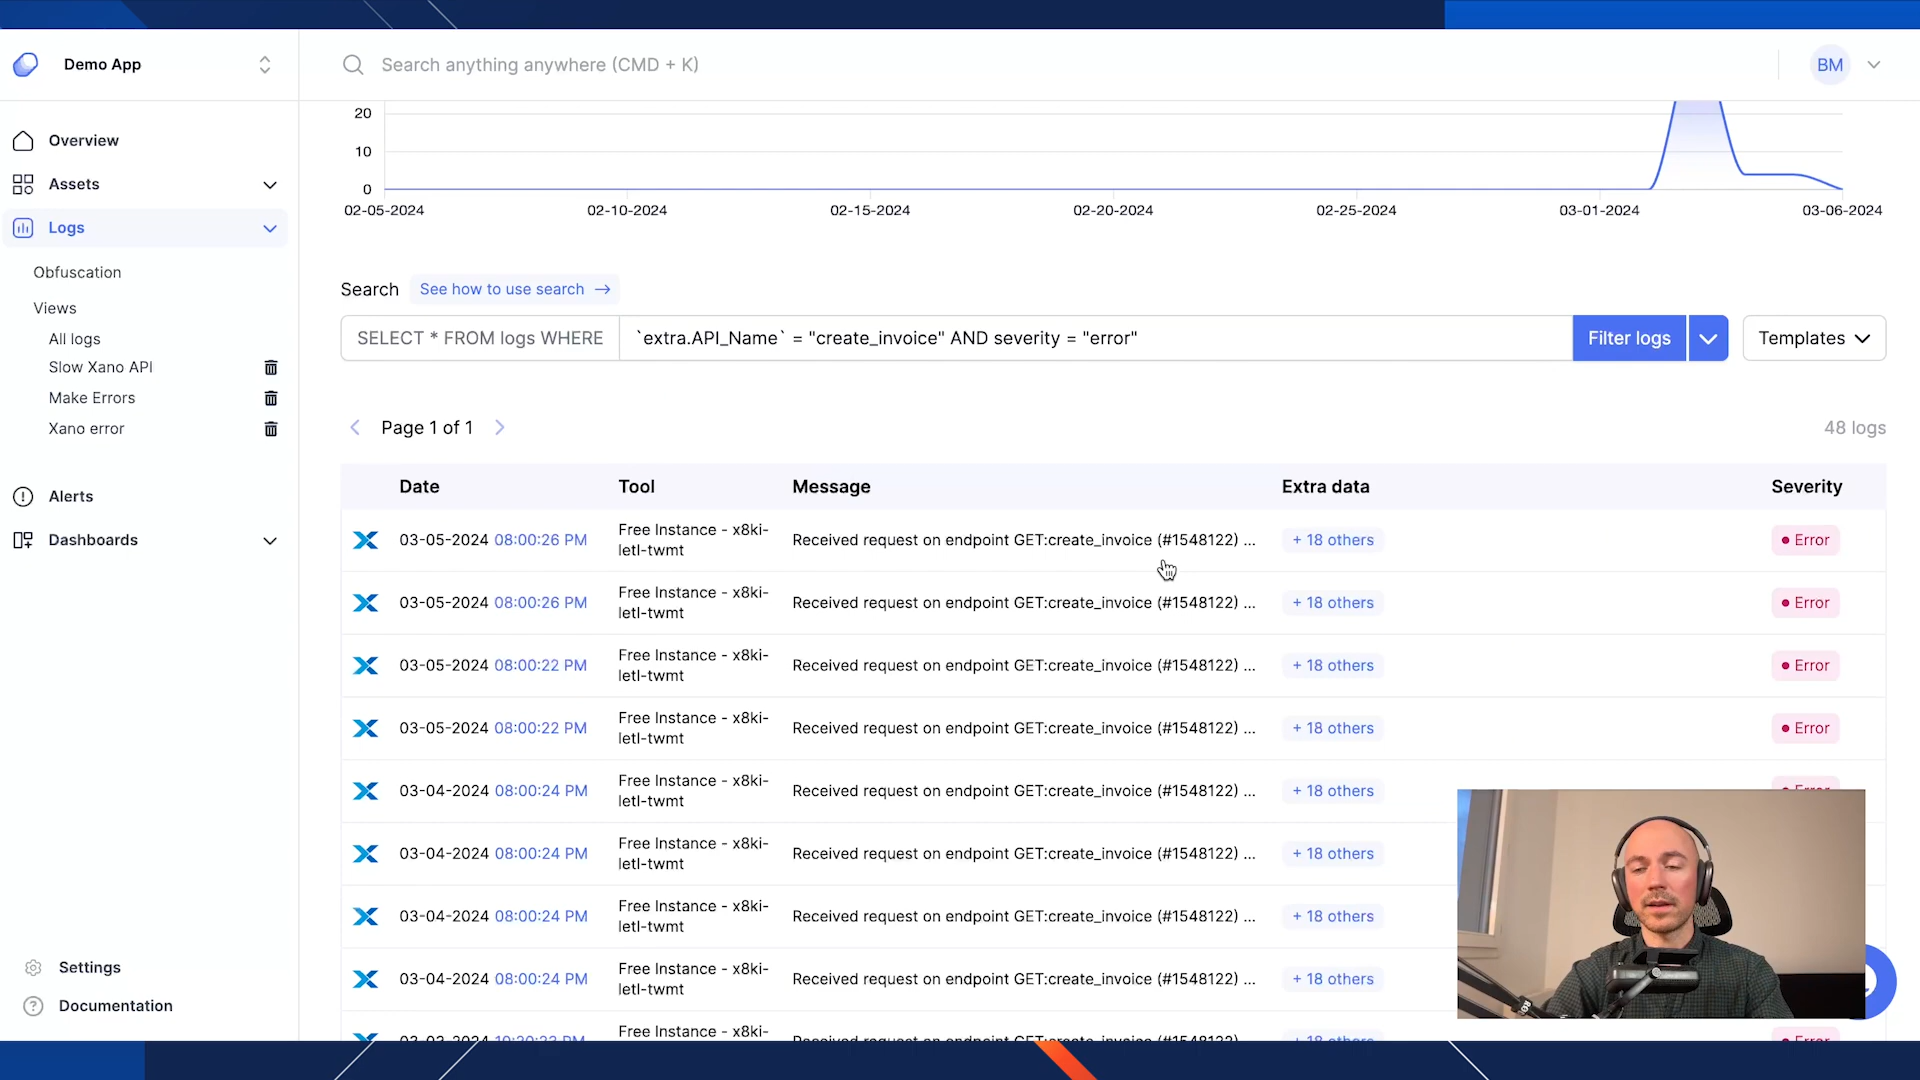 Demo App
Search anything anywhere (CMD + K)
BM
Overview
Assets
Logs
Obfuscation
Views
All logs
Slow Xano API
Make Errors
Xano error
Alerts
Dashboards
Settings
Documentation
20
10
0
02-05-2024 02-10-2024 02-15-2024 02-20-2024 02-25-2024 03-01-2024 03-06-2024
Search See how to use search →
SELECT * FROM logs WHERE `extra.API_Name` = "create_invoice" AND severity = "error" Filter logs Templates
Page 1 of 1 48 logs
Date Tool Message Extra data Severity
03-05-2024 08:00:26 PM Free Instance - x8ki-letl-twmt Received request on endpoint GET:create_invoice (#1548122) ... + 18 others Error
03-05-2024 08:00:26 PM Free Instance - x8ki-letl-twmt Received request on endpoint GET:create_invoice (#1548122) ... + 18 others Error
03-05-2024 08:00:22 PM Free Instance - x8ki-letl-twmt Received request on endpoint GET:create_invoice (#1548122) ... + 18 others Error
03-05-2024 08:00:22 PM Free Instance - x8ki-letl-twmt Received request on endpoint GET:create_invoice (#1548122) ... + 18 others Error
03-04-2024 08:00:24 PM Free Instance - x8ki-letl-twmt Received request on endpoint GET:create_invoice (#1548122) ... + 18 others Error
03-04-2024 08:00:24 PM Free Instance - x8ki-letl-twmt Received request on endpoint GET:create_invoice (#1548122) ... + 18 others
03-04-2024 08:00:24 PM Free Instance - x8ki-letl-twmt Received request on endpoint GET:create_invoice (#1548122) ... + 18 others
03-04-2024 08:00:24 PM Free Instance - x8ki-letl-twmt Received request on endpoint GET:create_invoice (#1548122) ... + 18 others
Free Instance - x8ki- Received request on endpoint GET:create_invoice (#1548122) + 18 others Error